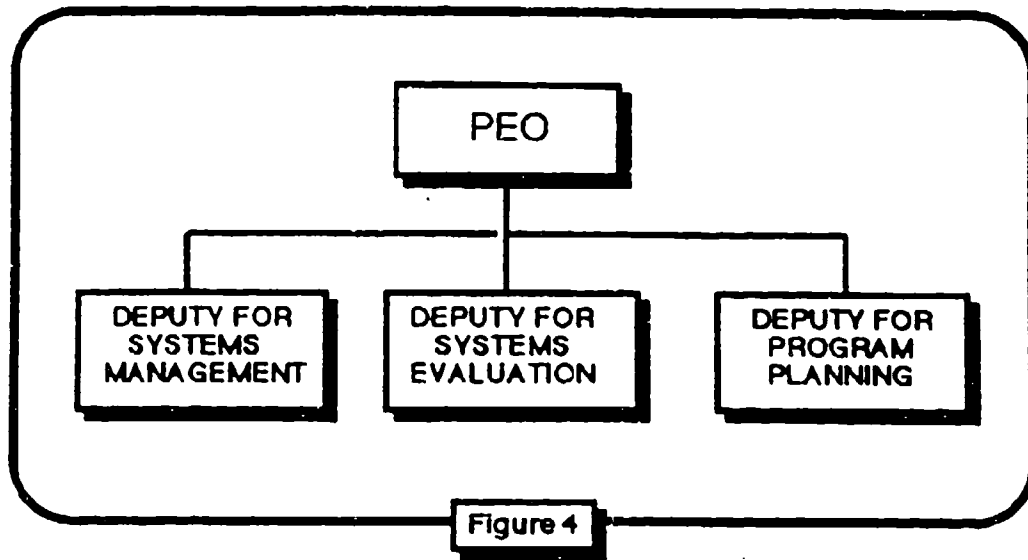 PEO
DEPUTY FOR
SYSTEMS
MANAGEMENT
DEPUTY FOR
SYSTEMS
EVALUATION
DEPUTY FOR
PROGRAM
PLANNING
Figure 4